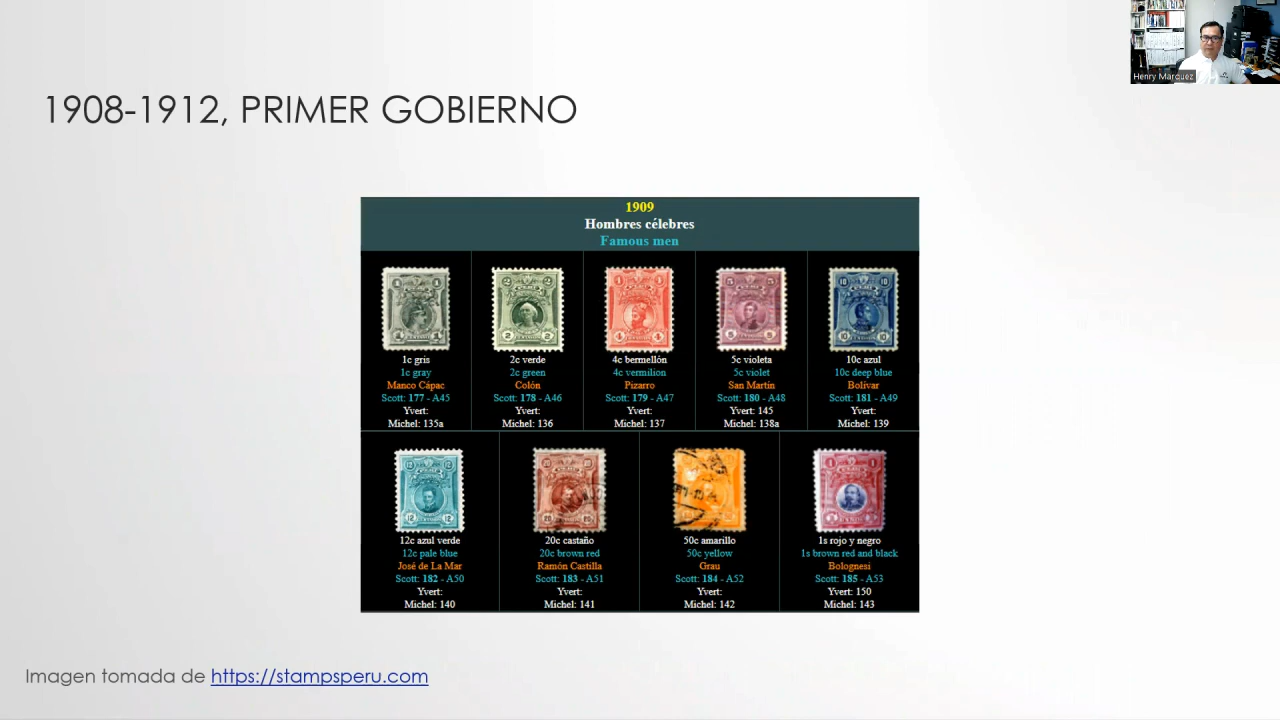 Henry Marquez
1908-1912, PRIMER GOBIERNO
1909
Hombres célebres
Famous men
1c gris
1c gray
Manco Cápac
Scott: 177 - A45
Yvert:
Michel: 135a
2c verde
2c green
Colón
Scott: 178 - A46
Yvert:
Michel: 136
4c bermellón
4c vermilion
Pizarro
Scott: 179 - A47
Yvert:
Michel: 137
5c violeta
5c violet
San Martín
Scott: 180 - A48
Yvert: 145
Michel: 138a
10c azul
10c deep blue
Bolívar
Scott: 181 - A49
Yvert:
Michel: 139
12c azul verde
12c pale blue
José de La Mar
Scott: 182 - A50
Yvert:
Michel: 140
20c castaño
20c brown red
Ramón Castilla
Scott: 183 - A51
Yvert:
Michel: 141
50c amarillo
50c yellow
Grau
Scott: 184 - A52
Yvert:
Michel: 142
1s rojo y negro
1s brown red and black
Bolognesi
Scott: 185 - A53
Yvert: 150
Michel: 143
Imagen tomada de https://stampsperu.com